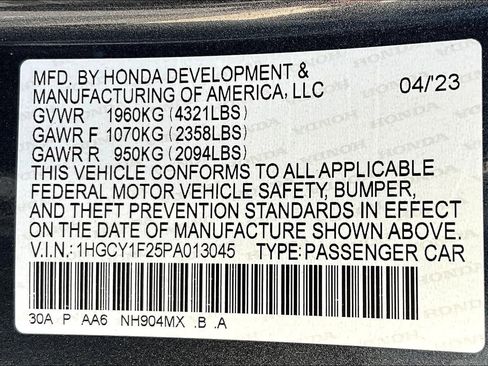 MFD. BY HONDA DEVELOPMENT &
MANUFACTURING OF AMERICA, LLC 04/'23
GVWR 1960KG (4321LBS)
GAWR F 1070KG (2358LBS)
GAWR R 950KG (2094LBS)
THIS VEHICLE CONFORMS TO ALL APPLICABLE
FEDERAL MOTOR VEHICLE SAFETY, BUMPER,
AND THEFT PREVENTION STANDARDS IN EFFECT
ON THE DATE OF MANUFACTURE SHOWN ABOVE.
V.I.N.: 1HGCY1F25PA013045 TYPE: PASSENGER CAR
30A P AA6 NH904MX .B .A